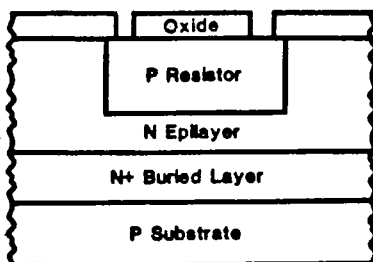 Oxide
P Resistor
N Epilayer
N+ Buried Layer
P Substrate